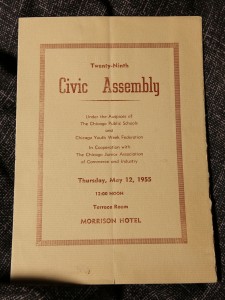 Twenty-Ninth
Civic Assembly
Under the Auspices of
The Chicago Public Schools
and
Chicago Youth Week Federation
In Cooperation with
The Chicago Junior Association
of Commerce and Industry
Thursday, May 12, 1955
12:00 NOON
Terrace Room
MORRISON HOTEL